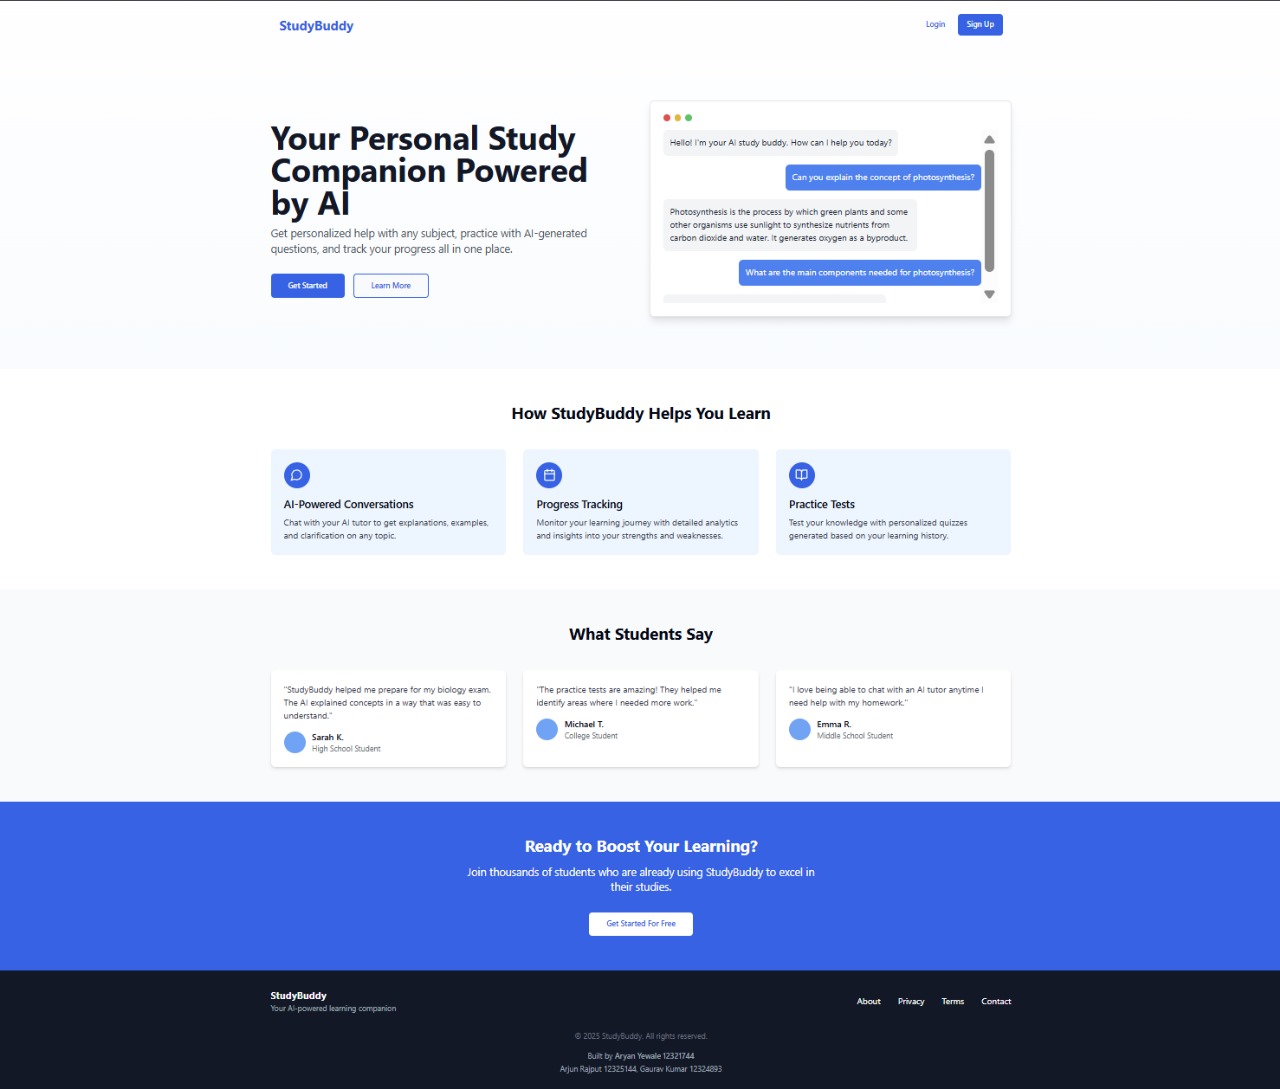 StudyBuddy
Login
Sign Up
Your Personal Study
Companion Powered
by AI
Get personalized help with any subject, practice with AI-generated
questions, and track your progress all in one place.
Get Started
Learn More
Hello! I'm your AI study buddy. How can I help you today?
Can you explain the concept of photosynthesis?
Photosynthesis is the process by which green plants and some
other organisms use sunlight to synthesize nutrients from
carbon dioxide and water. It generates oxygen as a byproduct.
What are the main components needed for photosynthesis?
How StudyBuddy Helps You Learn
AI-Powered Conversations
Chat with your AI tutor to get explanations, examples,
and clarification on any topic.
Progress Tracking
Monitor your learning journey with detailed analytics
and insights into your strengths and weaknesses.
Practice Tests
Test your knowledge with personalized quizzes
generated based on your learning history.
What Students Say
"StudyBuddy helped me prepare for my biology exam.
The AI explained concepts in a way that was easy to
understand."
Sarah K.
High School Student
"The practice tests are amazing! They helped me
identify areas where I needed more work."
Michael T.
College Student
"I love being able to chat with an AI tutor anytime I
need help with my homework."
Emma R.
Middle School Student
Ready to Boost Your Learning?
Join thousands of students who are already using StudyBuddy to excel in
their studies.
Get Started For Free
StudyBuddy
Your AI-powered learning companion
About
Privacy
Terms
Contact
© 2025 StudyBuddy. All rights reserved.
Built by Aryan Yewale 12321744
Arjun Rajput 12325144, Gaurav Kumar 12324893